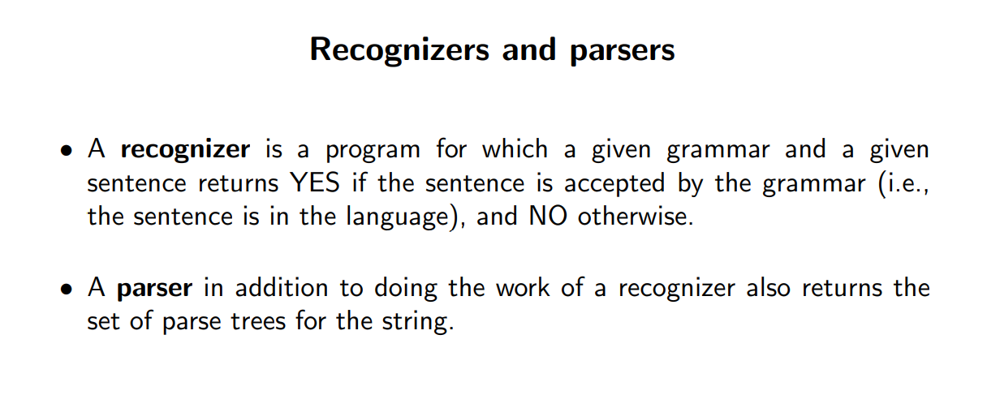 Recognizers and parsers
• A recognizer is a program for which a given grammar and a given
sentence returns YES if the sentence is accepted by the grammar (i.e.,
the sentence is in the language), and NO otherwise.
• A parser in addition to doing the work of a recognizer also returns the
set of parse trees for the string.